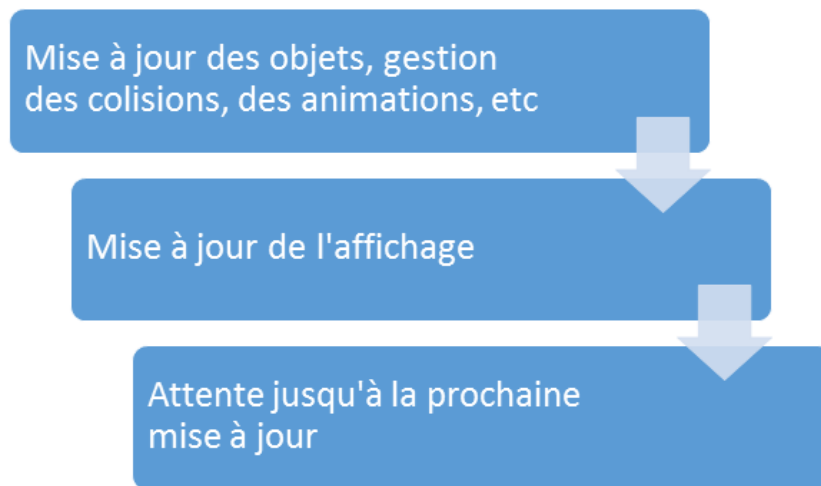 Mise à jour des objets, gestion
des colisions, des animations, etc
Mise à jour de l'affichage
Attente jusqu'à la prochaine
mise à jour